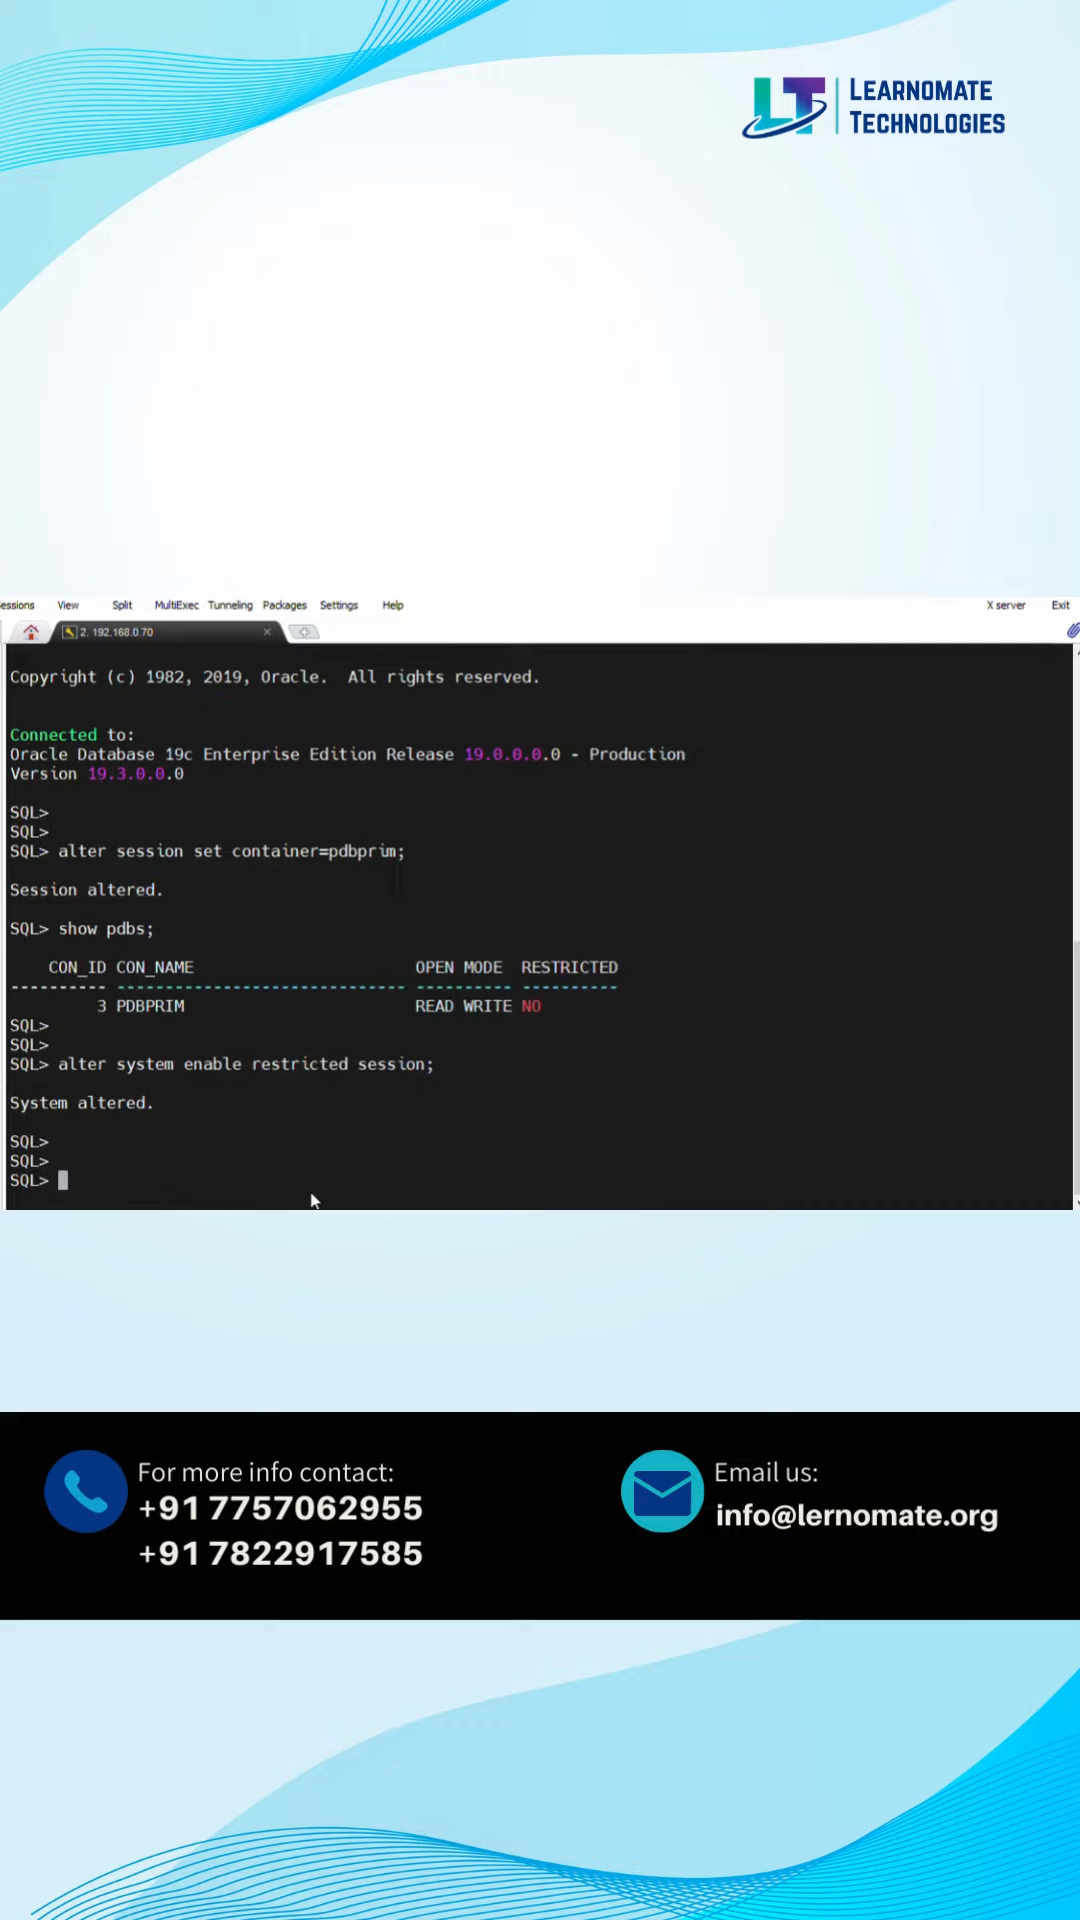 LEARNOMATE
TECHNOLOGIES
essions View Split MultiExec Tunneling Packages Settings Help X server Exit
2. 192.168.0.70
Copyright (c) 1982, 2019, Oracle.  All rights reserved.
Connected to:
Oracle Database 19c Enterprise Edition Release 19.0.0.0.0 - Production
Version 19.3.0.0.0
SQL>
SQL>
SQL> alter session set container=pdbprim;
Session altered.
SQL> show pdbs;
CON_ID CON_NAME OPEN MODE RESTRICTED
---------- ------------------------------ ---------- ----------
3 PDBPRIM READ WRITE NO
SQL>
SQL>
SQL> alter system enable restricted session;
System altered.
SQL>
SQL>
SQL>
For more info contact:
+91 7757062955
+91 7822917585
Email us:
info@lernomate.org